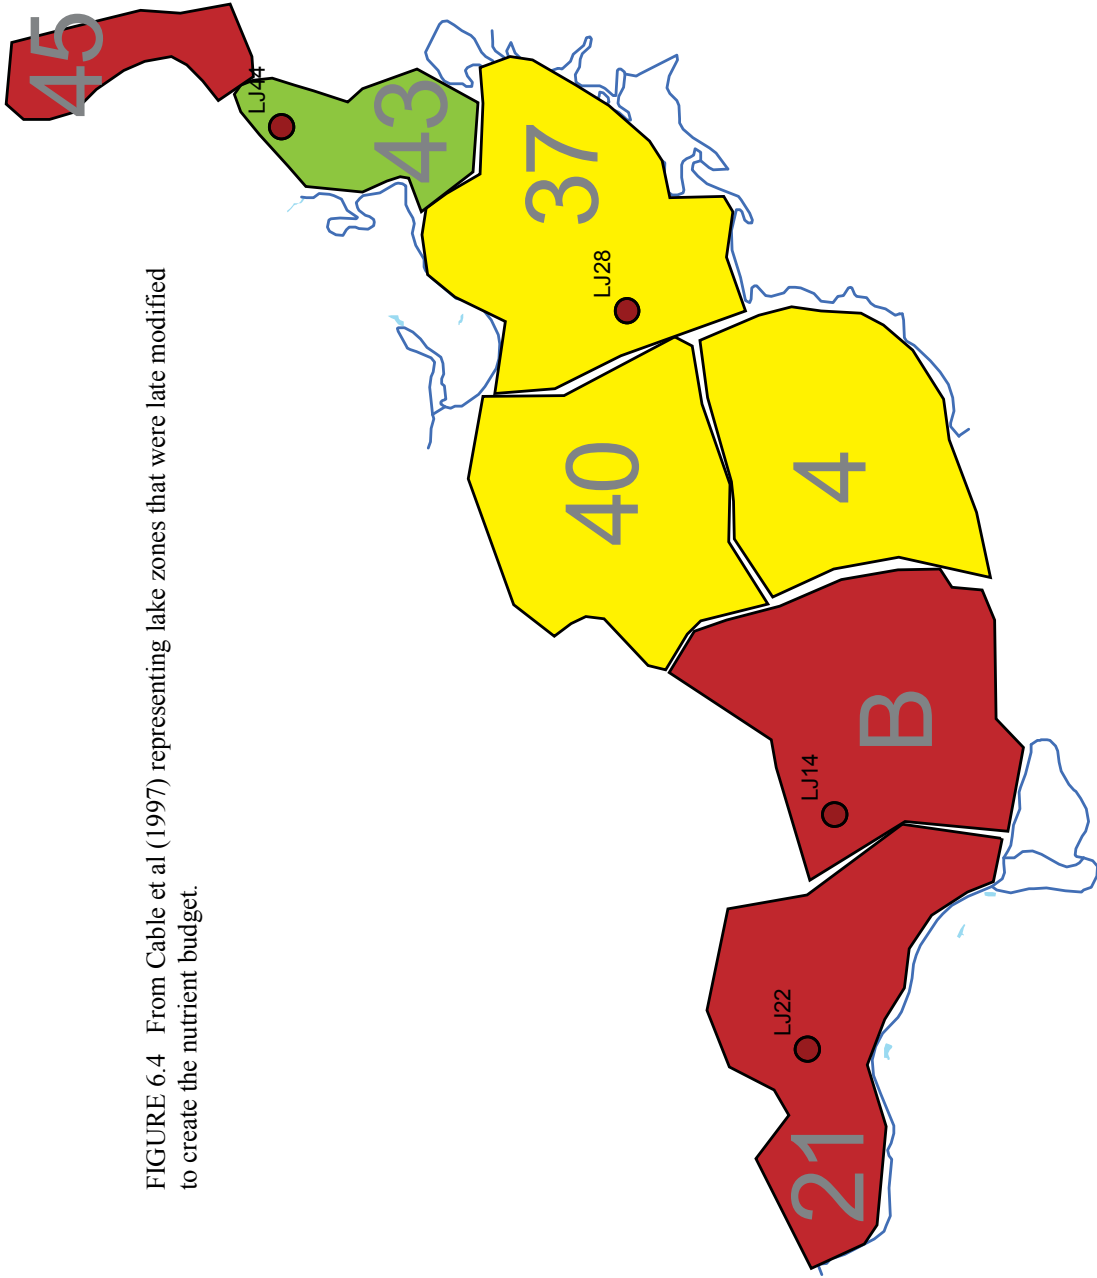 45
LJ44
43
37
LJ28
40
4
B
LJ14
LJ22
21
FIGURE 6.4 From Cable et al (1997) representing lake zones that were late modified
to create the nutrient budget.